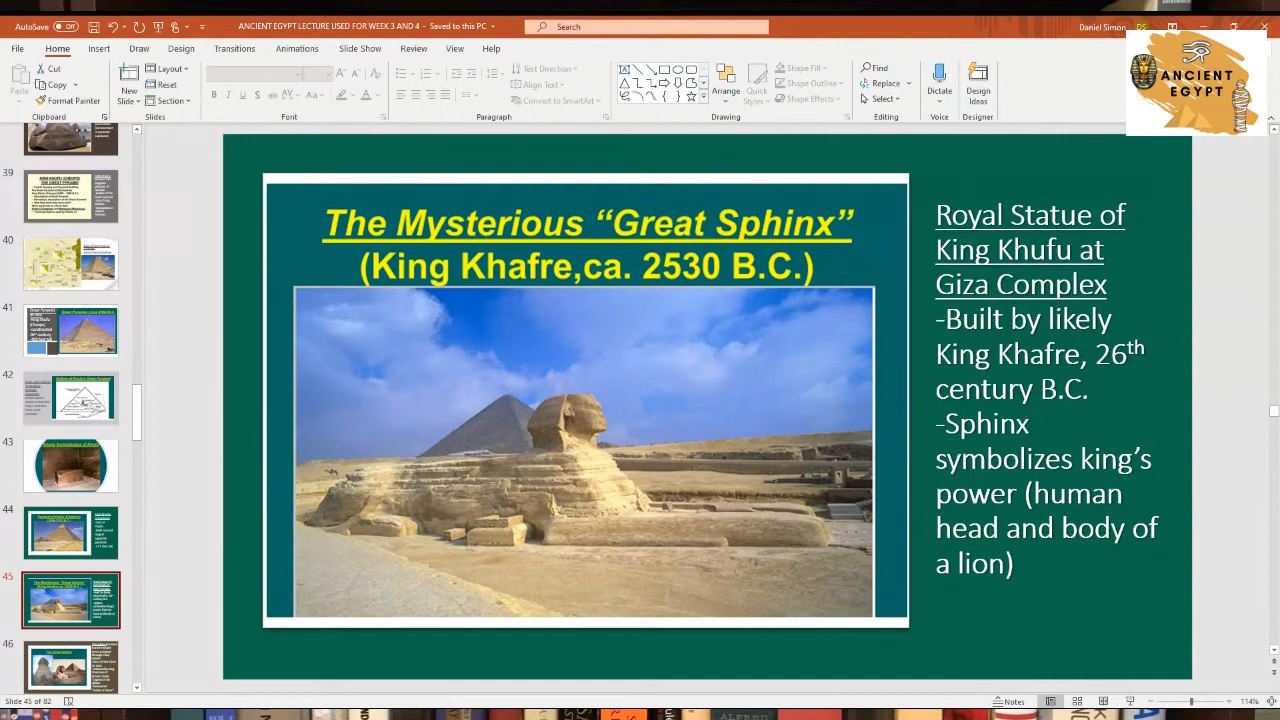 AutoSave Off
ANCIENT EGYPT LECTURE USED FOR WEEK 3 AND 4 - Saved to this PC
Search
Daniel Simon DS
File Home Insert Draw Design Transitions Animations Slide Show Review View Help
Paste
Cut
Copy
Format Painter
New
Slide
Layout
Reset
Section
Text Direction
Align Text
Convert to SmartArt
Arrange
Quick
Styles
Shape Fill
Shape Outline
Shape Effects
Find
Replace
Select
Dictate
Design
Ideas
Clipboard
Slides
Font
Paragraph
Drawing
Editing
Voice
Designer
ANCIENT
EGYPT
41
42
43
44
45
46
The Mysterious “Great Sphinx”
(King Khafre,ca. 2530 B.C.)
Royal Statue of
King Khufu at
Giza Complex
-Built by likely
King Khafre, 26th
century B.C.
-Sphinx
symbolizes king’s
power (human
head and body of
a lion)
Slide 45 of 82
Notes
114%